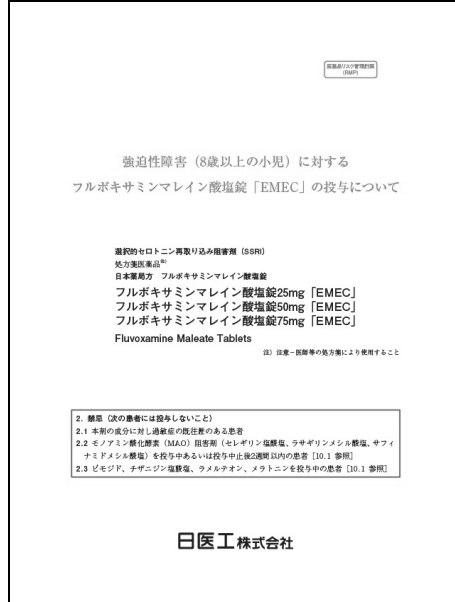 医薬品リスク管理計画
(RMP)
強迫性障害（8歳以上の小児）に対する
フルボキサミンマレイン酸塩錠「EMEC」の投与について
選択的セロトニン再取り込み阻害剤（SSRI）
処方箋医薬品注）
日本薬局方　フルボキサミンマレイン酸塩錠
フルボキサミンマレイン酸塩錠25mg「EMEC」
フルボキサミンマレイン酸塩錠50mg「EMEC」
フルボキサミンマレイン酸塩錠75mg「EMEC」
Fluvoxamine Maleate Tablets
注）注意－医師等の処方箋により使用すること
2. 禁忌（次の患者には投与しないこと）
2.1 本剤の成分に対し過敏症の既往歴のある患者
2.2 モノアミン酸化酵素（MAO）阻害剤（セレギリン塩酸塩、ラサギリンメシル酸塩、サフィ
ナミドメシル酸塩）を投与中あるいは投与中止後2週間以内の患者［10.1 参照］
2.3 ピモジド、チザニジン塩酸塩、ラメルテオン、メラトニンを投与中の患者［10.1 参照］
日医工株式会社